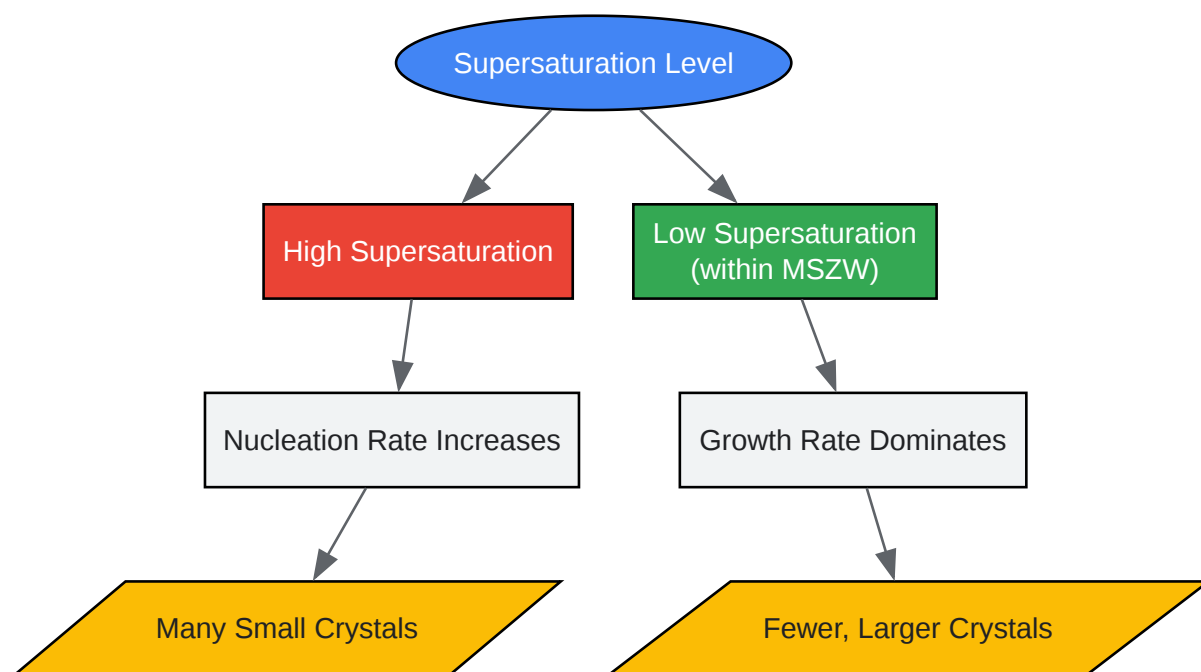 Supersaturation Level
High Supersaturation
Low Supersaturation
(within MSZW)
Nucleation Rate Increases
Growth Rate Dominates
Many Small Crystals
Fewer, Larger Crystals